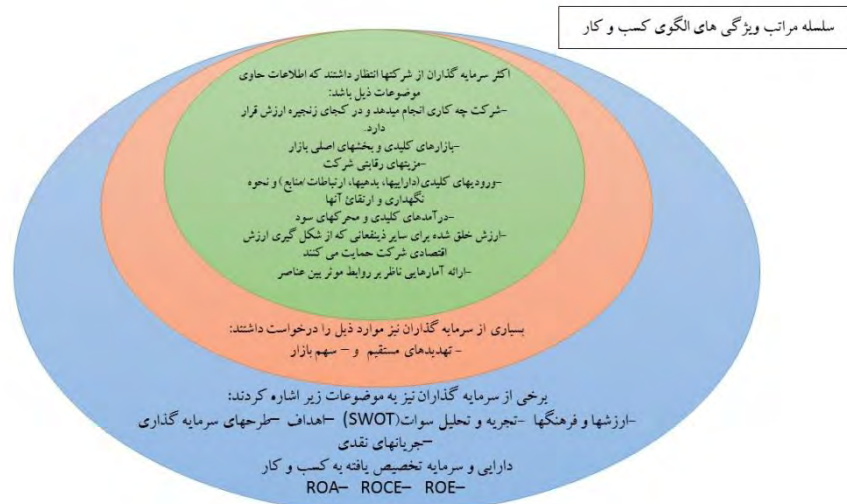 سلسله مراتب ویژگی های الگوی کسب و کار
اکثر سرمایه گذاران از شرکتها انتظار داشتند که اطلاعات حاوی
موضوعات ذیل باشد:
–شرکت چه کاری انجام میدهد و در کجای زنجیره ارزش قرار
دارد.
–بازارهای کلیدی و بخشهای اصلی بازار
–مزیتهای رقابتی شرکت
–ورودیهای کلیدی(داراییها، بدهیها، ارتباطات/منابع) و نحوه
نگهداری و ارتقائ آنها
–درآمدهای کلیدی و محرکهای سود
–ارزش خلق شده برای سایر ذینفعانی که از شکل گیری ارزش
اقتصادی شرکت حمایت می کنند.
–ارائه آمارهایی ناظر بر روابط موثر بین عناصر
بسیاری از سرمایه گذاران نیز موارد ذیل را درخواست داشتند:
– تهدیدهای مستقیم و – سهم بازار
برخی از سرمایه گذاران نیز به موضوعات زیر اشاره کردند:
–ارزشها و فرهنگها –تجریه و تحلیل سوات(SWOT) –اهداف –طرحهای سرمایه گذاری
–جریانهای نقدی
دارایی و سرمایه تخصیص یافته به کسب و کار
ROA– ROCE– ROE–